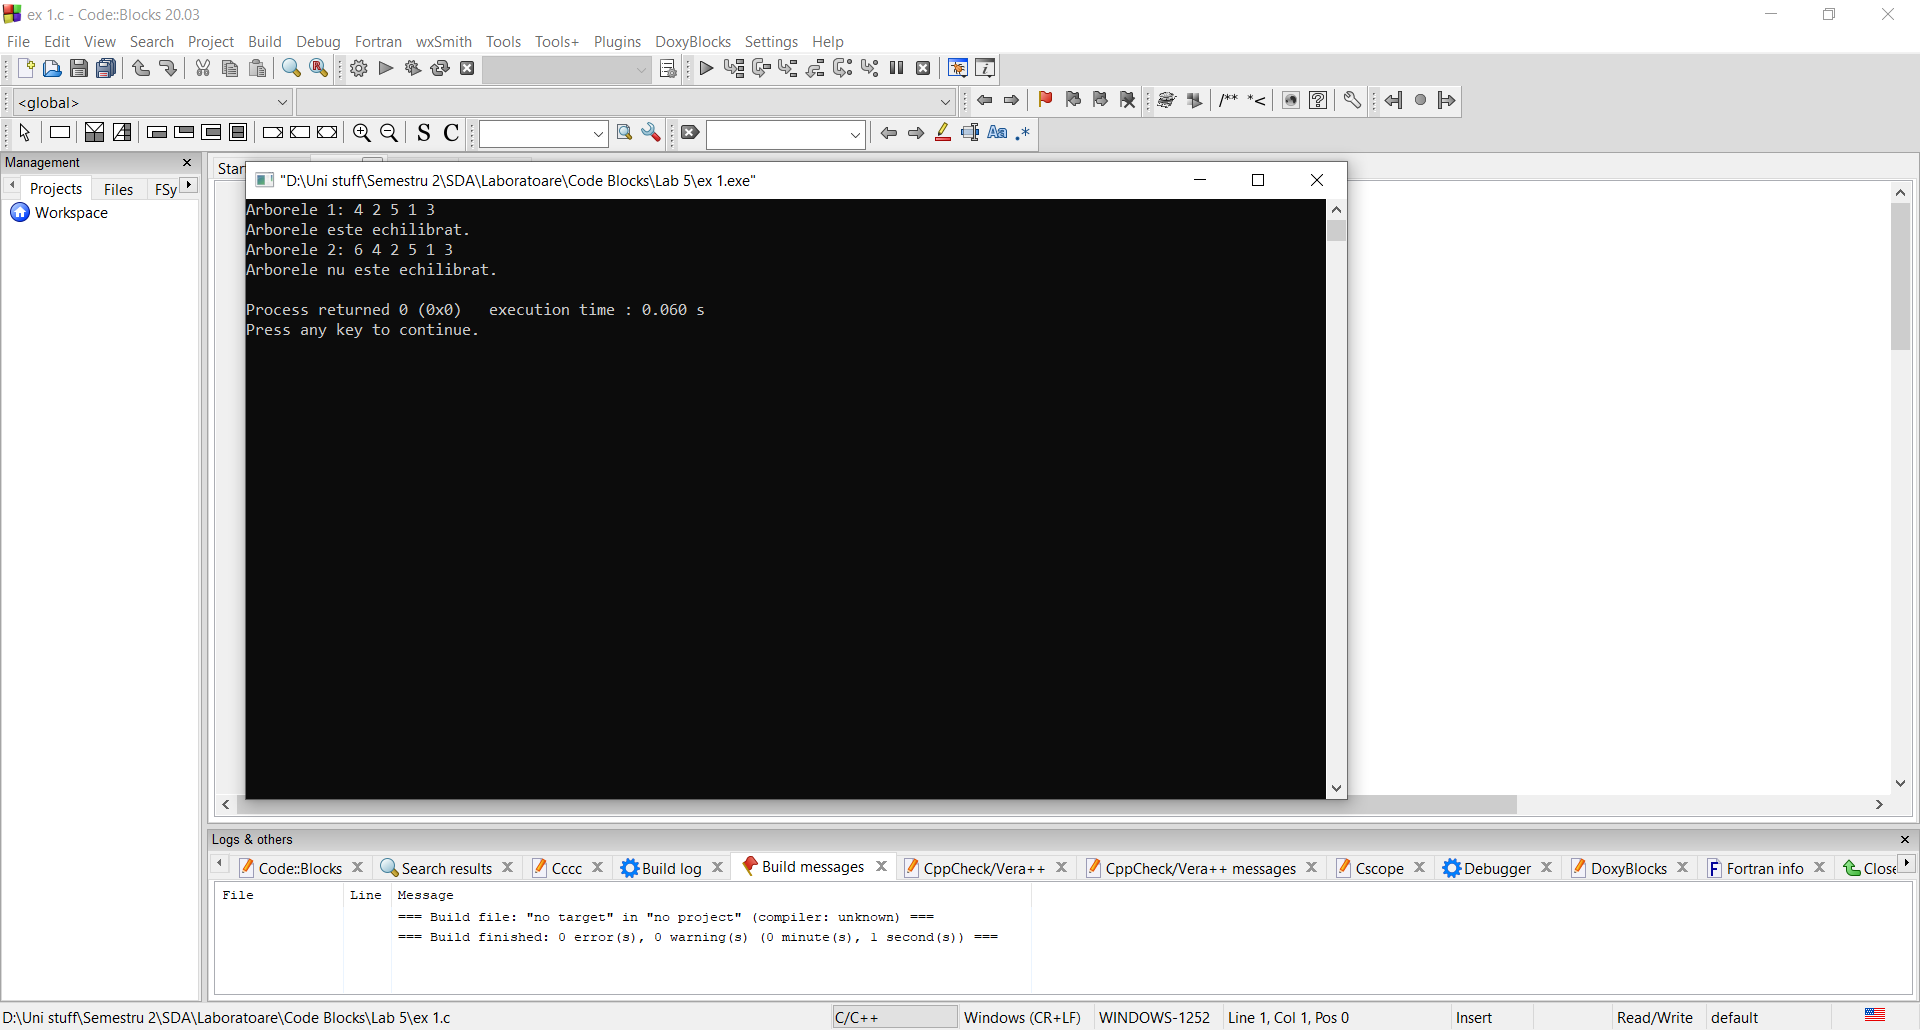 ex 1.c - Code::Blocks 20.03
File Edit View Search Project Build Debug Fortran wxSmith Tools Tools+ Plugins DoxyBlocks Settings Help
<global>
/** *<
S C
Aa .*
Management
Projects Files FSy
Workspace
Star
"D:\Uni stuff\Semestru 2\SDA\Laboratoare\Code Blocks\Lab 5\ex 1.exe"
Arborele 1: 4 2 5 1 3
Arborele este echilibrat.
Arborele 2: 6 4 2 5 1 3
Arborele nu este echilibrat.
Process returned 0 (0x0)   execution time : 0.060 s
Press any key to continue.
Logs & others
Code::Blocks Search results Cccc Build log Build messages CppCheck/Vera++ CppCheck/Vera++ messages Cscope Debugger DoxyBlocks Fortran info Close
File Line Message
=== Build file: "no target" in "no project" (compiler: unknown) ===
=== Build finished: 0 error(s), 0 warning(s) (0 minute(s), 1 second(s)) ===
D:\Uni stuff\Semestru 2\SDA\Laboratoare\Code Blocks\Lab 5\ex 1.c C/C++ Windows (CR+LF) WINDOWS-1252 Line 1, Col 1, Pos 0 Insert Read/Write default